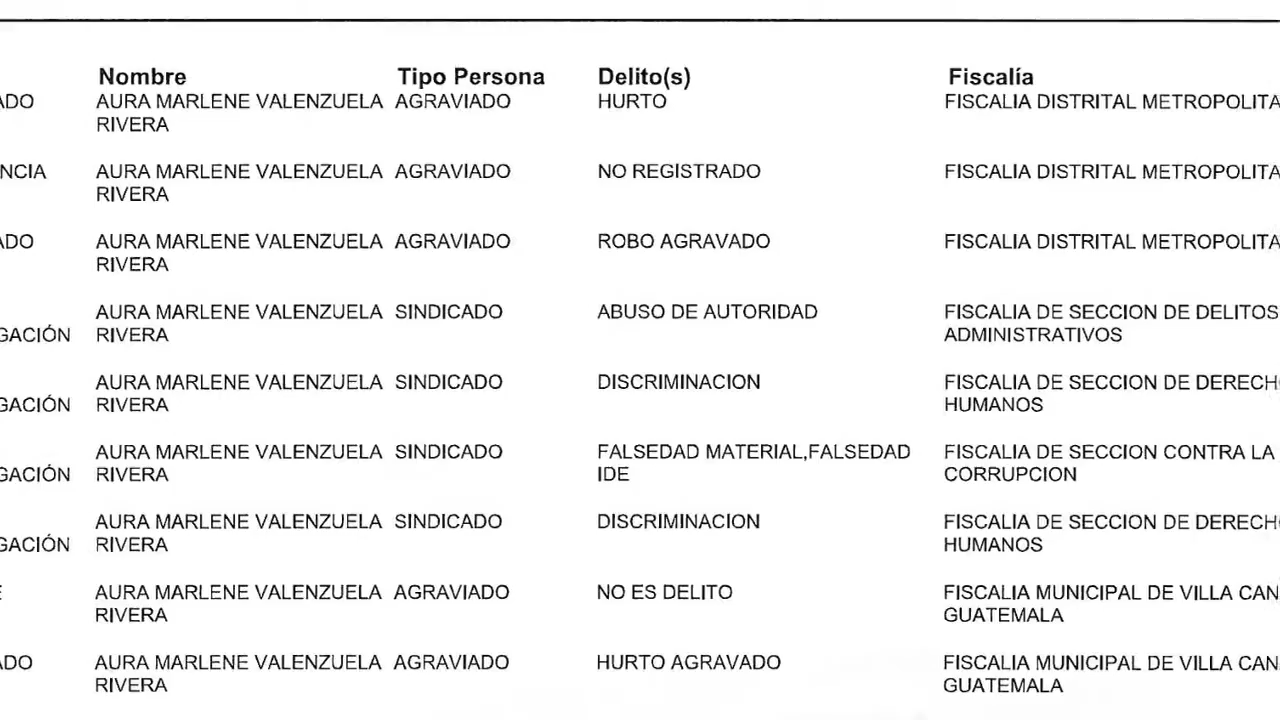 Nombre Tipo Persona Delito(s) Fiscalía
ADO AURA MARLENE VALENZUELA AGRAVIADO HURTO FISCALIA DISTRITAL METROPOLITA
RIVERA
NCIA AURA MARLENE VALENZUELA AGRAVIADO NO REGISTRADO FISCALIA DISTRITAL METROPOLITA
RIVERA
ADO AURA MARLENE VALENZUELA AGRAVIADO ROBO AGRAVADO FISCALIA DISTRITAL METROPOLITA
RIVERA
AURA MARLENE VALENZUELA SINDICADO ABUSO DE AUTORIDAD FISCALIA DE SECCION DE DELITOS
GACIÓN RIVERA ADMINISTRATIVOS
AURA MARLENE VALENZUELA SINDICADO DISCRIMINACION FISCALIA DE SECCION DE DERECHO
GACIÓN RIVERA HUMANOS
AURA MARLENE VALENZUELA SINDICADO FALSEDAD MATERIAL,FALSEDAD FISCALIA DE SECCION CONTRA LA
GACIÓN RIVERA IDE CORRUPCION
AURA MARLENE VALENZUELA SINDICADO DISCRIMINACION FISCALIA DE SECCION DE DERECHO
GACIÓN RIVERA HUMANOS
E AURA MARLENE VALENZUELA AGRAVIADO NO ES DELITO FISCALIA MUNICIPAL DE VILLA CAN
RIVERA GUATEMALA
ADO AURA MARLENE VALENZUELA AGRAVIADO HURTO AGRAVADO FISCALIA MUNICIPAL DE VILLA CAN
RIVERA GUATEMALA